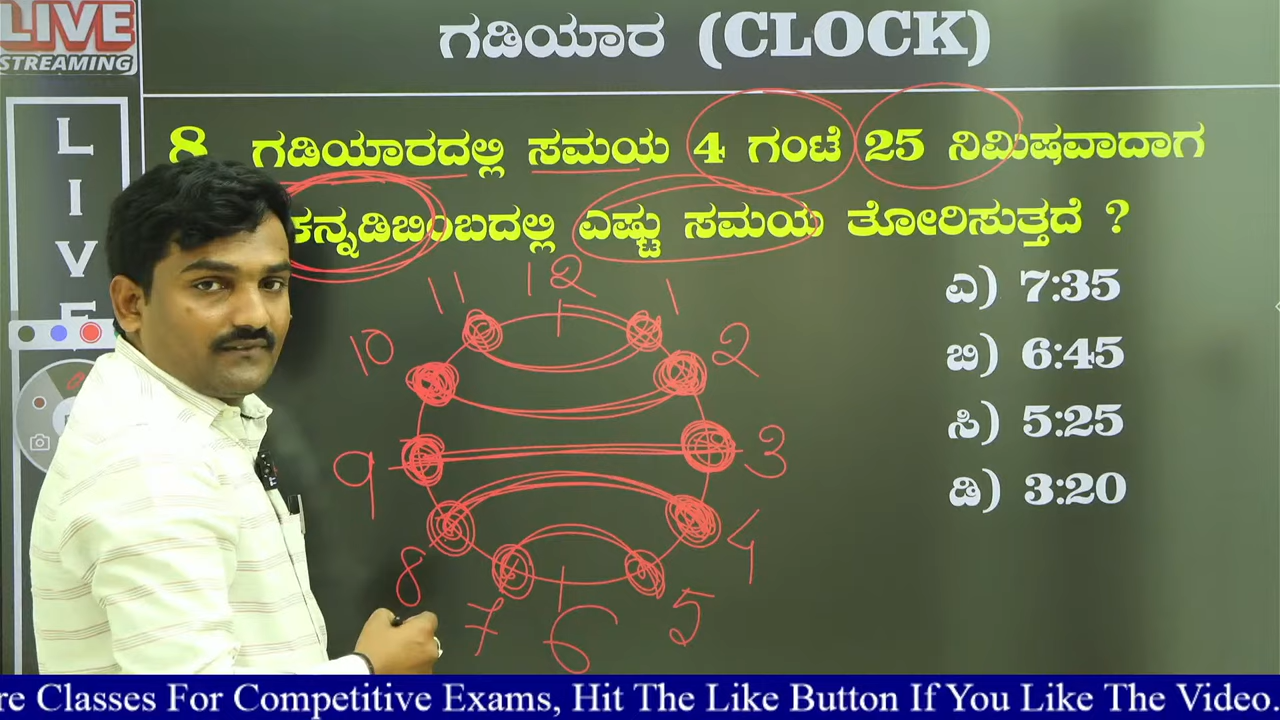 LIVE
STREAMING
ಗಡಿಯಾರ (CLOCK)
L
I
V
E
8. ಗಡಿಯಾರದಲ್ಲಿ ಸಮಯ 4 ಗಂಟೆ 25 ನಿಮಿಷವಾದಾಗ
ಕನ್ನಡಿಬಿಂಬದಲ್ಲಿ ಎಷ್ಟು ಸಮಯ ತೋರಿಸುತ್ತದೆ ?
ಎ) 7:35
ಬಿ) 6:45
ಸಿ) 5:25
ಡಿ) 3:20
12
11
1
10
2
9
3
8
4
7
6
5
re Classes For Competitive Exams, Hit The Like Button If You Like The Video.